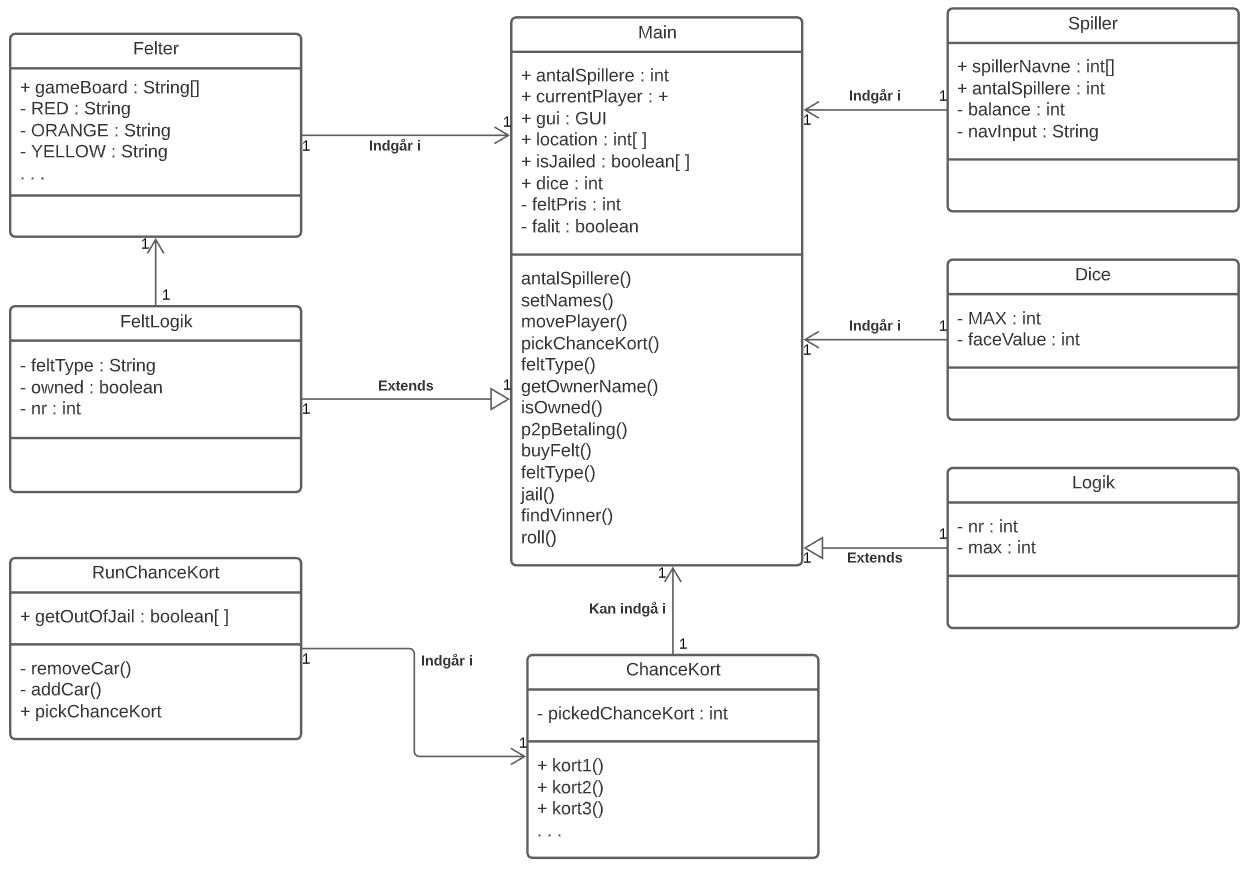 Felter
+ gameBoard : String[]
- RED : String
- ORANGE : String
- YELLOW : String
. . .
1
Indgår i
1
1
1
FeltLogik
- feltType : String
- owned : boolean
- nr : int
1
Extends
1
RunChanceKort
+ getOutOfJail : boolean[ ]
- removeCar()
- addCar()
+ pickChanceKort
1
Indgår i
1
Main
+ antalSpillere : int
+ currentPlayer : +
+ gui : GUI
+ location : int[ ]
+ isJailed : boolean[ ]
+ dice : int
- feltPris : int
- falit : boolean
antalSpillere()
setNames()
movePlayer()
pickChanceKort()
feltType()
getOwnerName()
isOwned()
p2pBetaling()
buyFelt()
feltType()
jail()
findVinner()
roll()
1
Kan indgå i
1
ChanceKort
- pickedChanceKort : int
+ kort1()
+ kort2()
+ kort3()
. . .
Spiller
+ spillerNavne : int[]
+ antalSpillere : int
- balance : int
- navInput : String
1
Indgår i
1
Dice
- MAX : int
- faceValue : int
1
Indgår i
1
Logik
- nr : int
- max : int
1
Extends
1